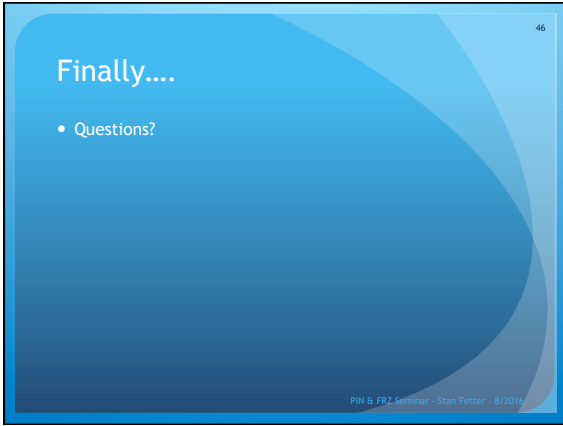 46
Finally….
• Questions?
PIN & FRZ Seminar - Stan Fetter - 8/2016